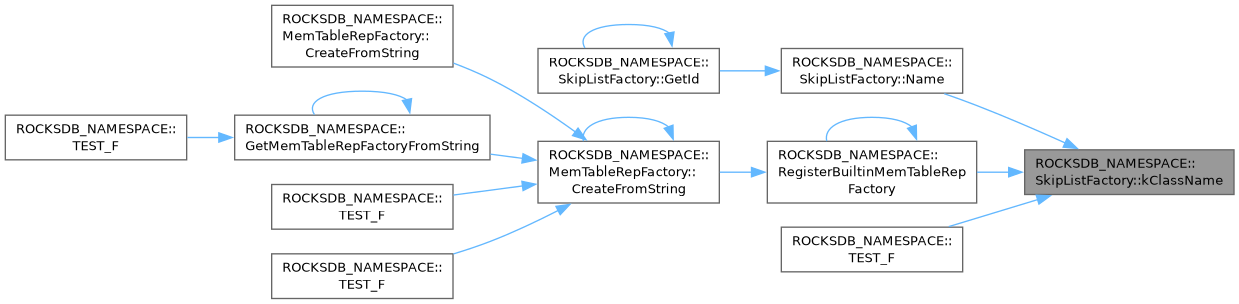 ROCKSDB_NAMESPACE::
MemTableRepFactory::
CreateFromString
ROCKSDB_NAMESPACE::
SkipListFactory::GetId
ROCKSDB_NAMESPACE::
SkipListFactory::Name
ROCKSDB_NAMESPACE::
TEST_F
ROCKSDB_NAMESPACE::
GetMemTableRepFactoryFromString
ROCKSDB_NAMESPACE::
MemTableRepFactory::
CreateFromString
ROCKSDB_NAMESPACE::
RegisterBuiltinMemTableRep
Factory
ROCKSDB_NAMESPACE::
SkipListFactory::kClassName
ROCKSDB_NAMESPACE::
TEST_F
ROCKSDB_NAMESPACE::
TEST_F
ROCKSDB_NAMESPACE::
TEST_F